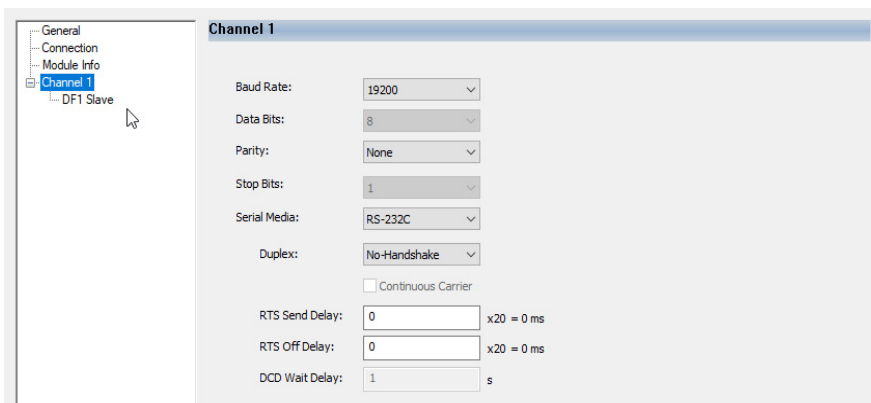 General
Connection
Module Info
Channel 1
DF1 Slave
Channel 1
Baud Rate: 19200
Data Bits: 8
Parity: None
Stop Bits: 1
Serial Media: RS-232C
Duplex: No-Handshake
Continuous Carrier
RTS Send Delay: 0 x20 = 0 ms
RTS Off Delay: 0 x20 = 0 ms
DCD Wait Delay: 1 s